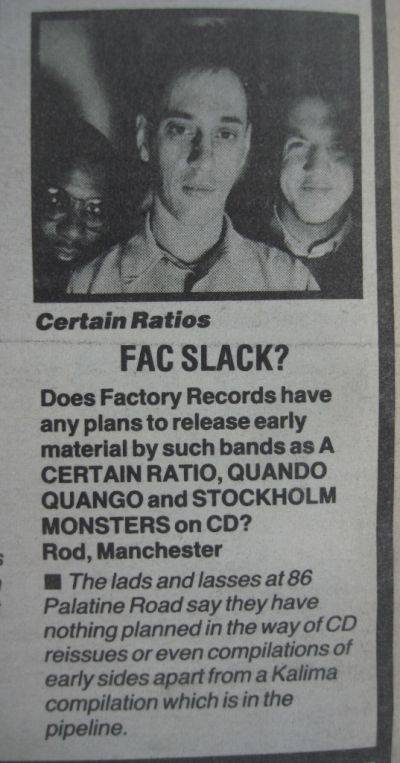 Certain Ratios
FAC SLACK?
Does Factory Records have
any plans to release early
material by such bands as A
CERTAIN RATIO, QUANDO
QUANGO and STOCKHOLM
MONSTERS on CD?
Rod, Manchester
■ The lads and lasses at 86
Palatine Road say they have
nothing planned in the way of CD
reissues or even compilations of
early sides apart from a Kalima
compilation which is in the
pipeline.